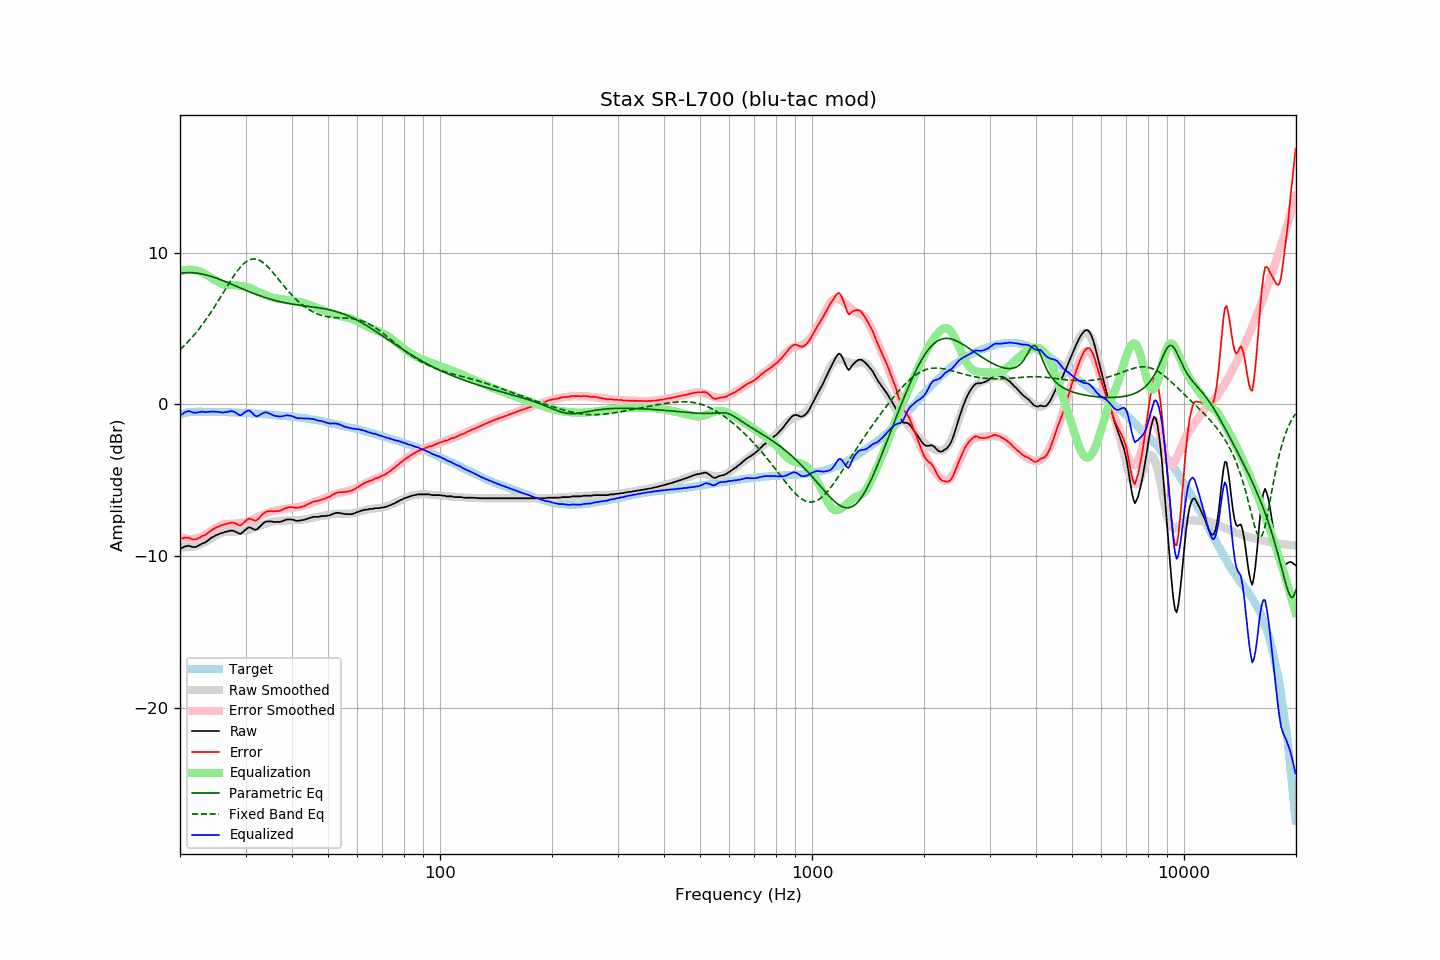 Stax SR-L700 (blu-tac mod)
Amplitude (dBr)
10
0
−10
−20
Target
Raw Smoothed
Error Smoothed
Raw
Error
Equalization
Parametric Eq
Fixed Band Eq
Equalized
100
1000
10000
Frequency (Hz)